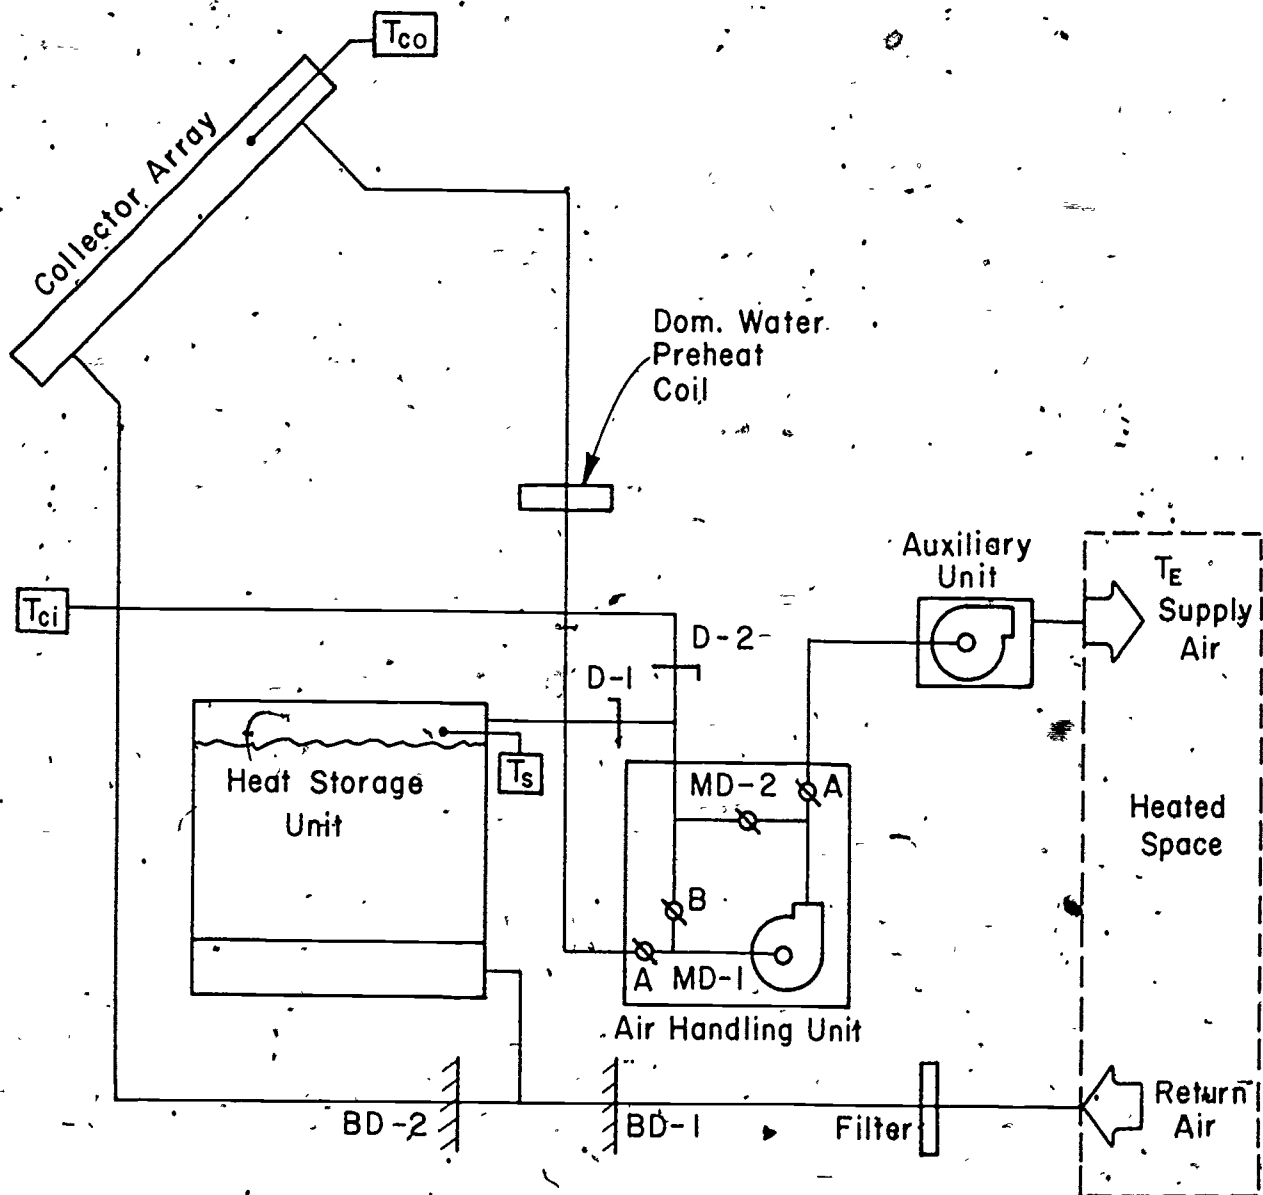 Tco
Collector Array
Dom. Water
Preheat
Coil
Auxiliary
Unit
TE
Supply
Air
Tci
D-2
D-1
Ts
Heat Storage
Unit
MD-2
A
B
A
MD-1
Air Handling Unit
Heated
Space
BD-2
BD-1
Filter
Return
Air